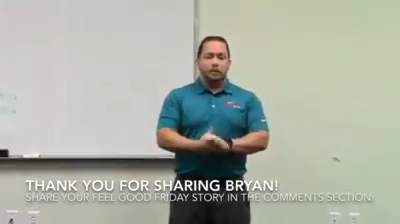 THANK YOU FOR SHARING BRYAN!
SHARE YOUR FEEL GOOD FRIDAY STORY IN THE COMMENTS SECTION!